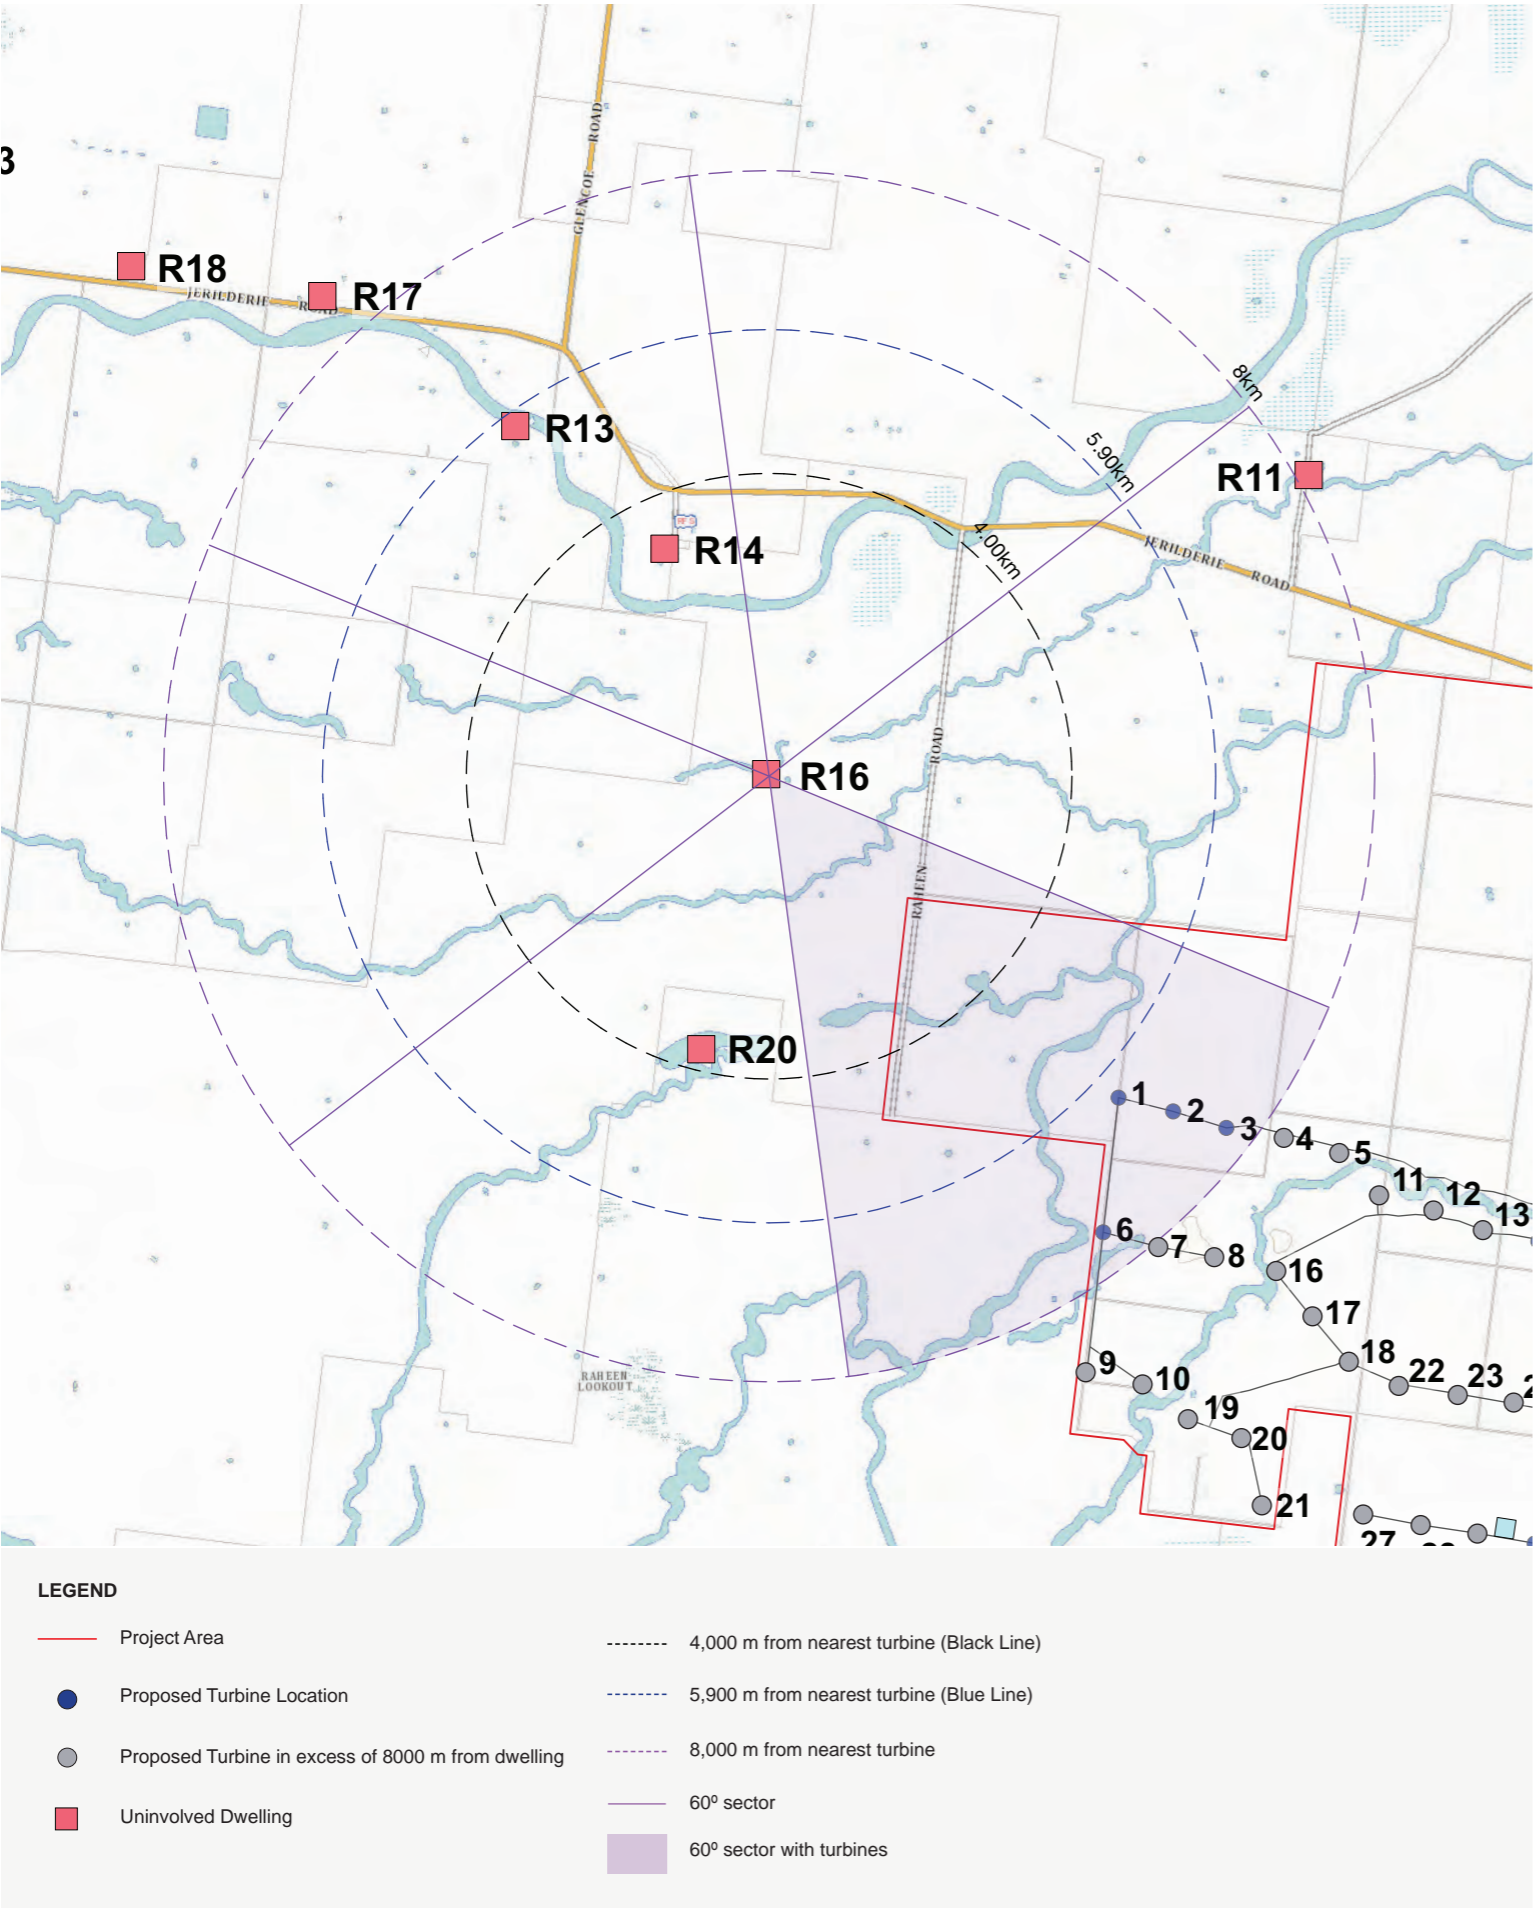 3
GLENCOE ROAD
R18
JERILDERIE ROAD
R17
8km
R13
5.90km
R11
RFS
R14
4.00km
JERILDERIE ROAD
R16
RAHEEN ROAD
R20
1
2
3
4
5
11
12
13
6
7
8
16
17
18
9
10
22
23
2
19
20
21
RAHEEN
LOOKOUT
27
LEGEND
Project Area
Proposed Turbine Location
Proposed Turbine in excess of 8000 m from dwelling
Uninvolved Dwelling
4,000 m from nearest turbine (Black Line)
5,900 m from nearest turbine (Blue Line)
8,000 m from nearest turbine
60º sector
60º sector with turbines